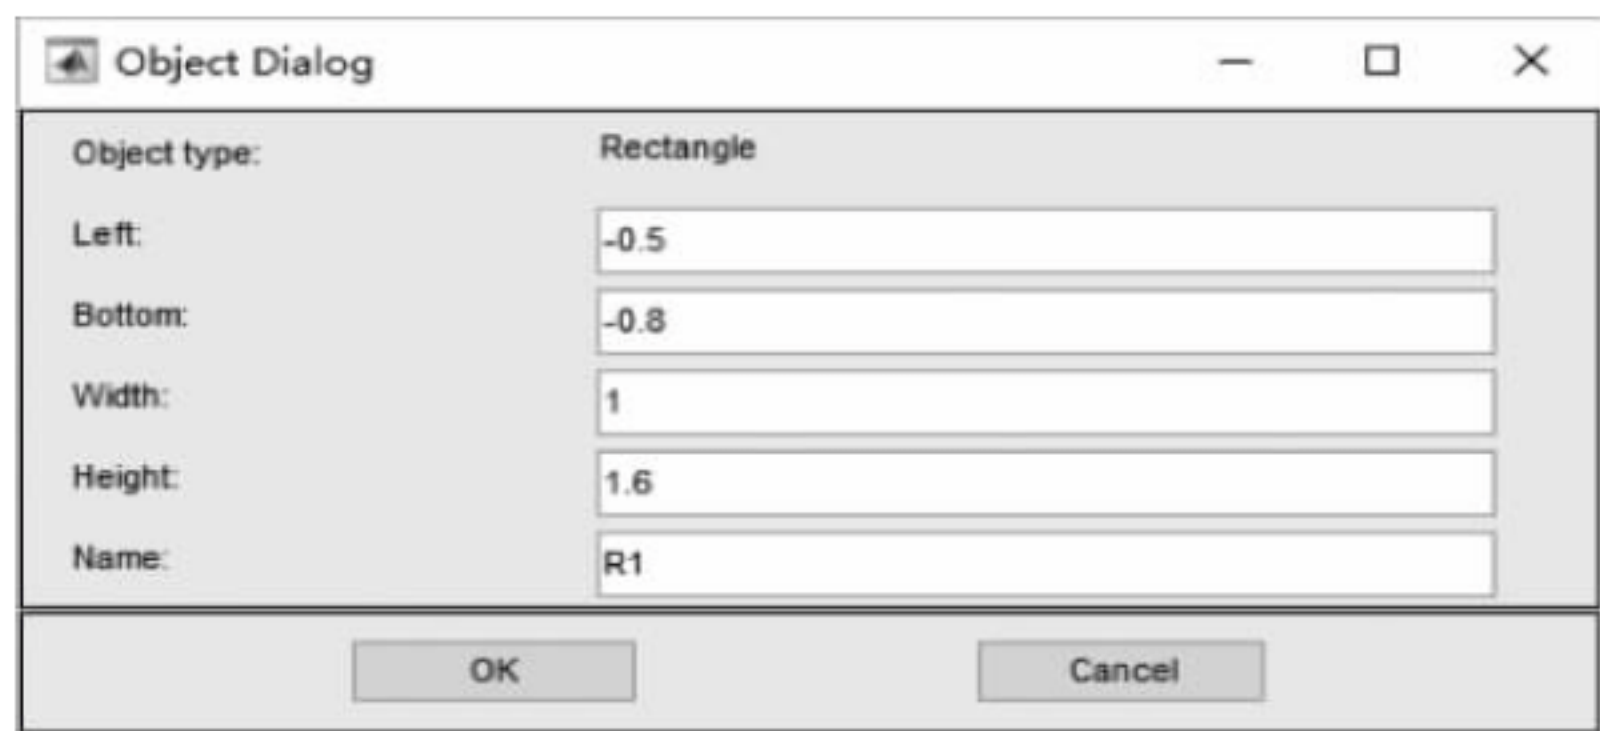 Object Dialog
Object type: Rectangle
Left: -0.5
Bottom: -0.8
Width: 1
Height: 1.6
Name: R1
OK Cancel